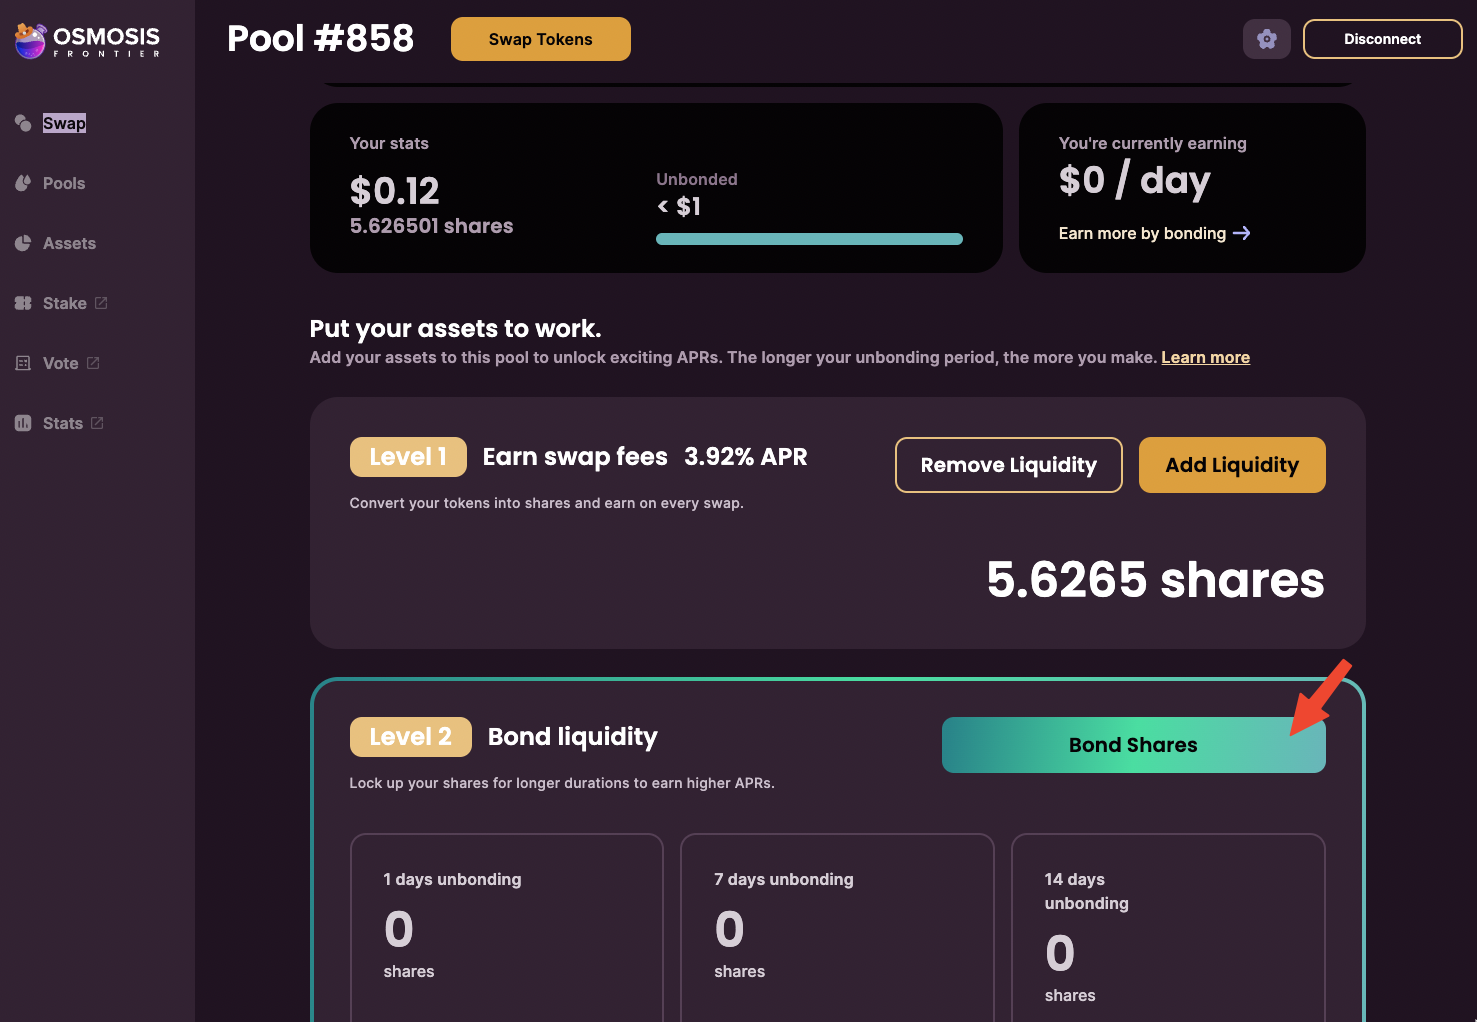 OSMOSIS
FRONTIER
Swap
Pools
Assets
Stake
Vote
Stats
Pool #858
Swap Tokens
Disconnect
Your stats
$0.12
5.626501 shares
Unbonded
< $1
You're currently earning
$0 / day
Earn more by bonding
Put your assets to work.
Add your assets to this pool to unlock exciting APRs. The longer your unbonding period, the more you make. Learn more
Level 1 Earn swap fees 3.92% APR
Convert your tokens into shares and earn on every swap.
Remove Liquidity
Add Liquidity
5.6265 shares
Level 2 Bond liquidity
Lock up your shares for longer durations to earn higher APRs.
Bond Shares
1 days unbonding
0
shares
7 days unbonding
0
shares
14 days
unbonding
0
shares